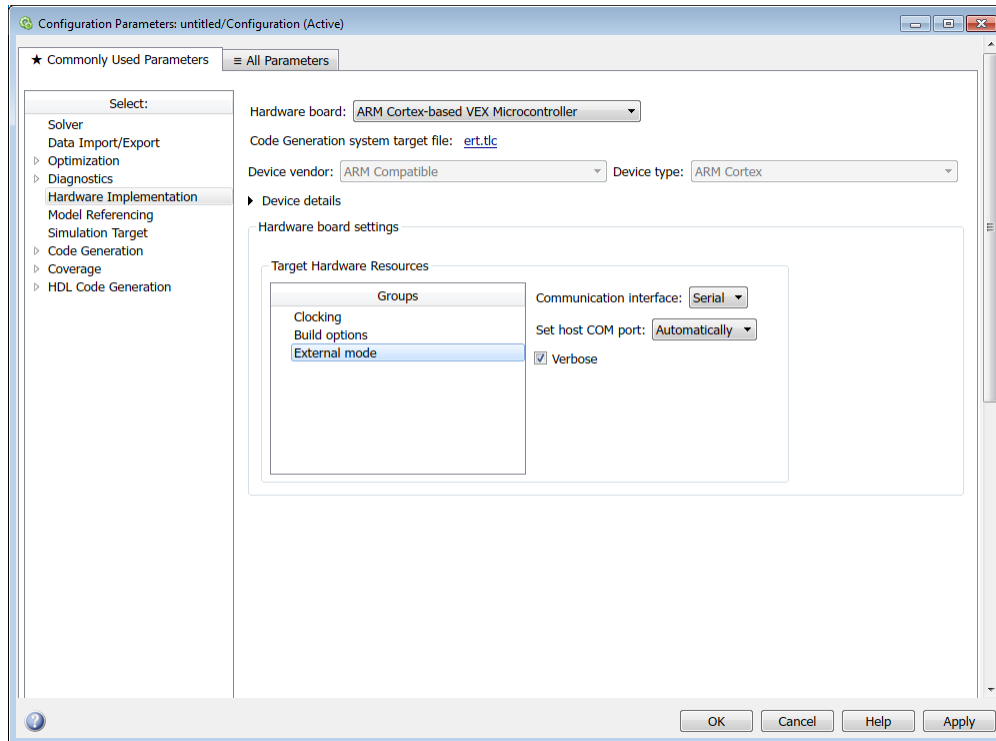 Configuration Parameters: untitled/Configuration (Active)
★ Commonly Used Parameters
≡ All Parameters
Select:
Solver
Data Import/Export
Optimization
Diagnostics
Hardware Implementation
Model Referencing
Simulation Target
Code Generation
Coverage
HDL Code Generation
Hardware board: ARM Cortex-based VEX Microcontroller
Code Generation system target file: ert.tlc
Device vendor: ARM Compatible Device type: ARM Cortex
Device details
Hardware board settings
Target Hardware Resources
Groups
Clocking
Build options
External mode
Communication interface: Serial
Set host COM port: Automatically
Verbose
OK Cancel Help Apply